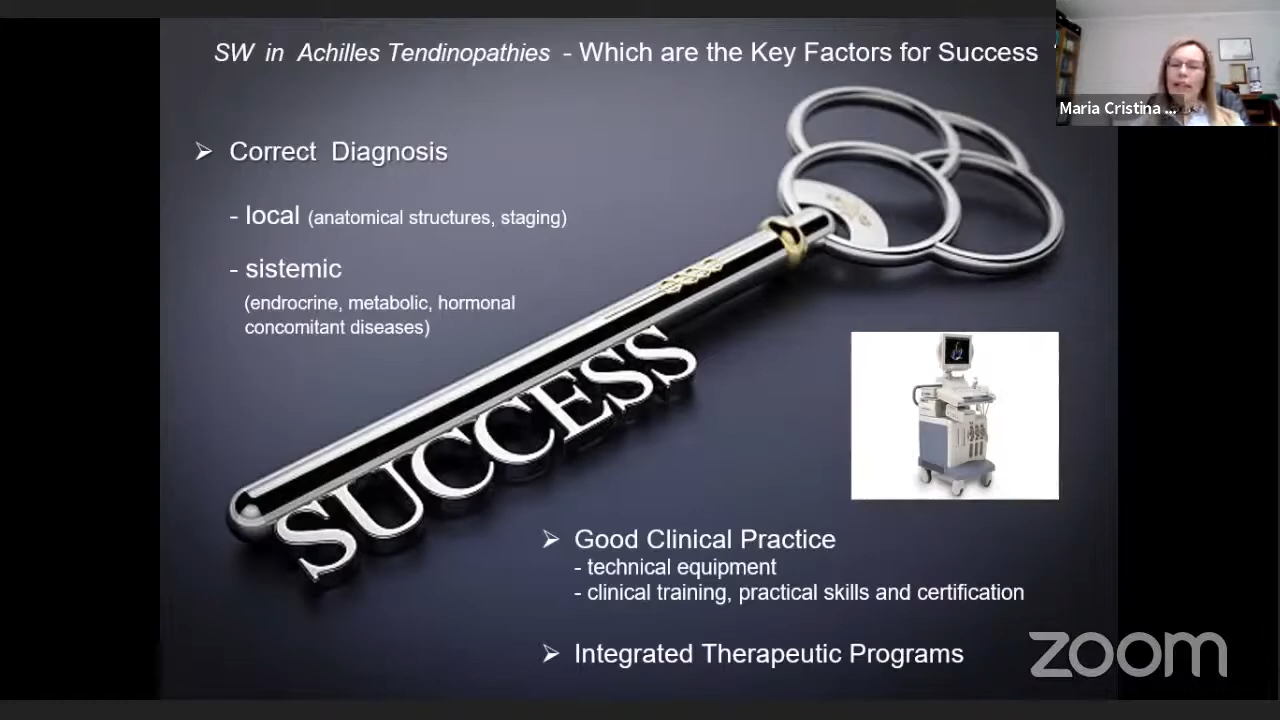 SW in Achilles Tendinopathies - Which are the Key Factors for Success
Maria Cristina ...
➢ Correct Diagnosis
- local (anatomical structures, staging)
- sistemic
(endrocrine, metabolic, hormonal
concomitant diseases)
SUCCESS
➢ Good Clinical Practice
- technical equipment
- clinical training, practical skills and certification
➢ Integrated Therapeutic Programs
zoom